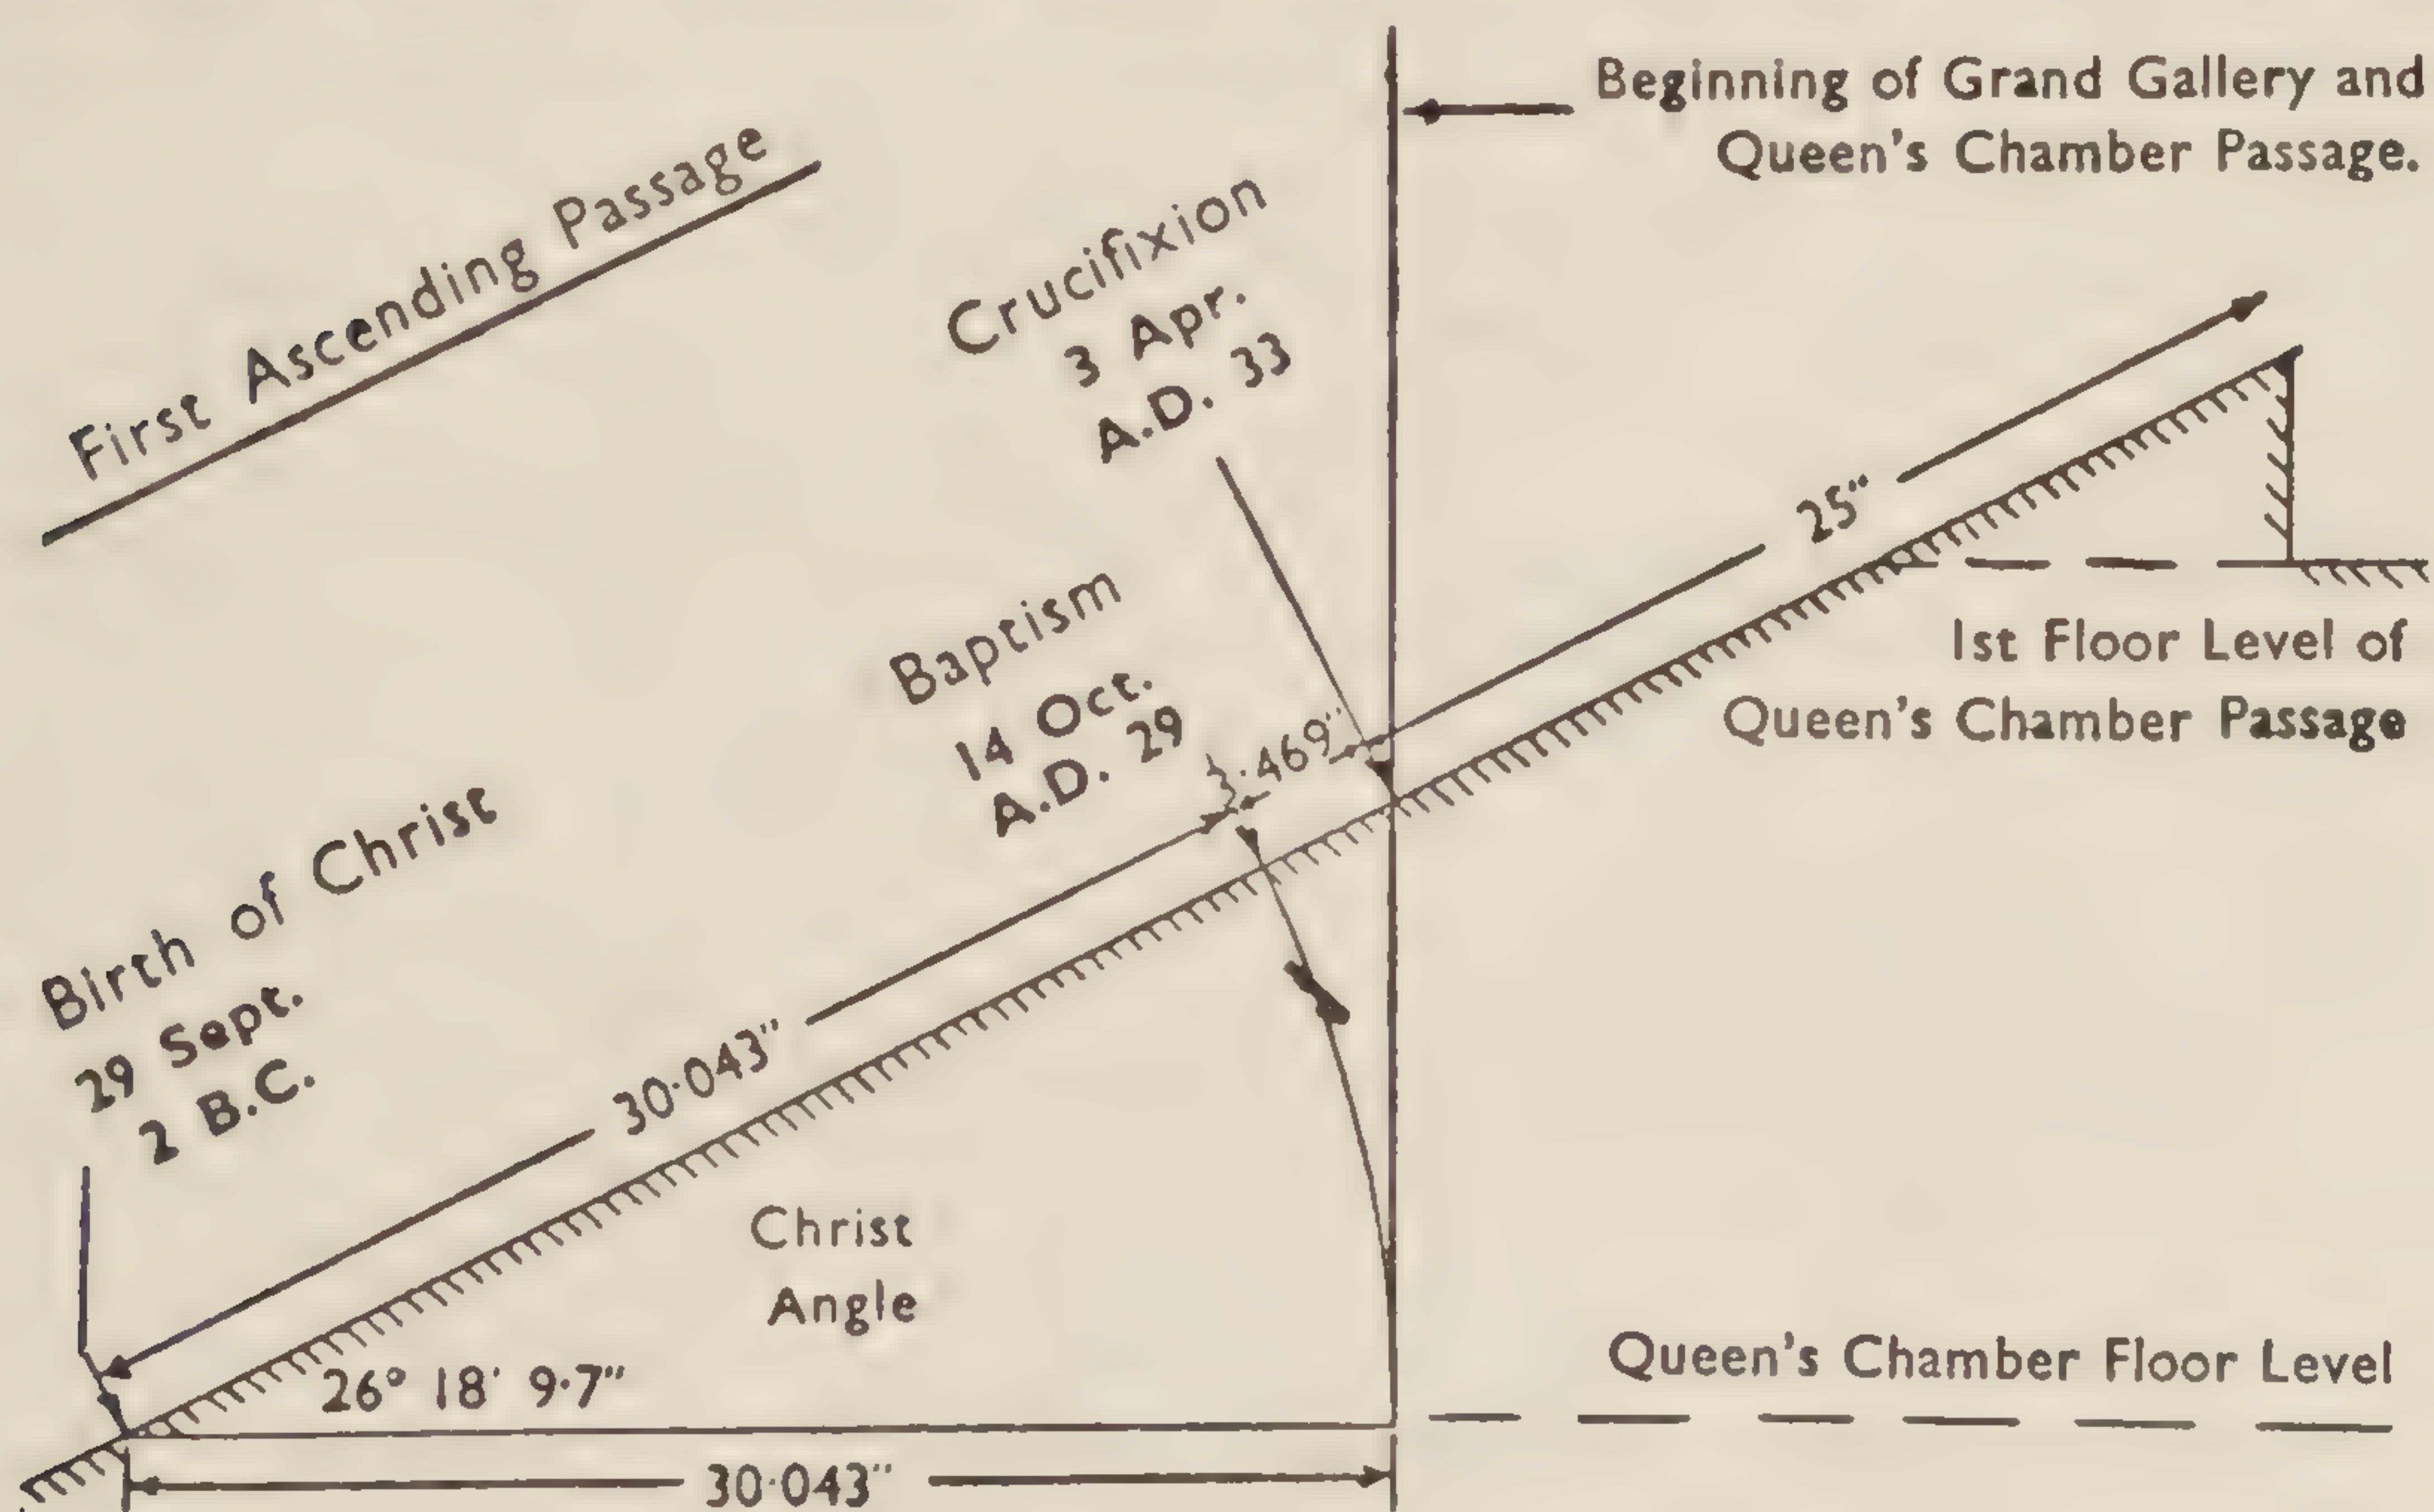 Beginning of Grand Gallery and
Queen's Chamber Passage.
First Ascending Passage
Crucifixion
3 Apr.
A.D. 33
25"
1st Floor Level of
Queen's Chamber Passage
Baptism
14 Oct.
A.D. 29
3·469"
Birth of Christ
29 Sept.
2 B.C.
30·043"
Christ
Angle
26° 18' 9·7"
Queen's Chamber Floor Level
30·043"